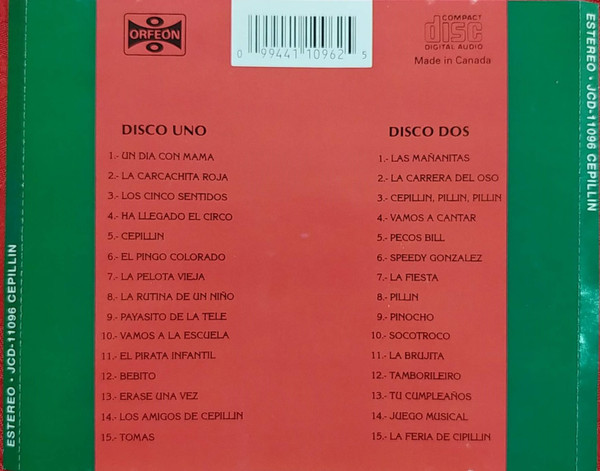 ORFEÓN
0 99441 10962 5
COMPACT
disc
DIGITAL AUDIO
Made in Canada
DISCO UNO
1.- UN DIA CON MAMA
2.- LA CARCACHITA ROJA
3.- LOS CINCO SENTIDOS
4.- HA LLEGADO EL CIRCO
5.- CEPILLIN
6.- EL PINGO COLORADO
7.- LA PELOTA VIEJA
8.- LA RUTINA DE UN NIÑO
9.- PAYASITO DE LA TELE
10.- VAMOS A LA ESCUELA
11.- EL PIRATA INFANTIL
12.- BEBITO
13.- ERASE UNA VEZ
14.- LOS AMIGOS DE CEPILLIN
15.- TOMAS
DISCO DOS
1.- LAS MAÑANITAS
2.- LA CARRERA DEL OSO
3.- CEPILLIN, PILLIN, PILLIN
4.- VAMOS A CANTAR
5.- PECOS BILL
6.- SPEEDY GONZALEZ
7.- LA FIESTA
8.- PILLIN
9.- PINOCHO
10.- SOCOTROCO
11.- LA BRUJITA
12.- TAMBORILEIRO
13.- TU CUMPLEAÑOS
14.- JUEGO MUSICAL
15.- LA FERIA DE CIPILLIN
ESTEREO • JCD-11096 CEPILLIN
ESTEREO • JCD-11096 CEPILLIN